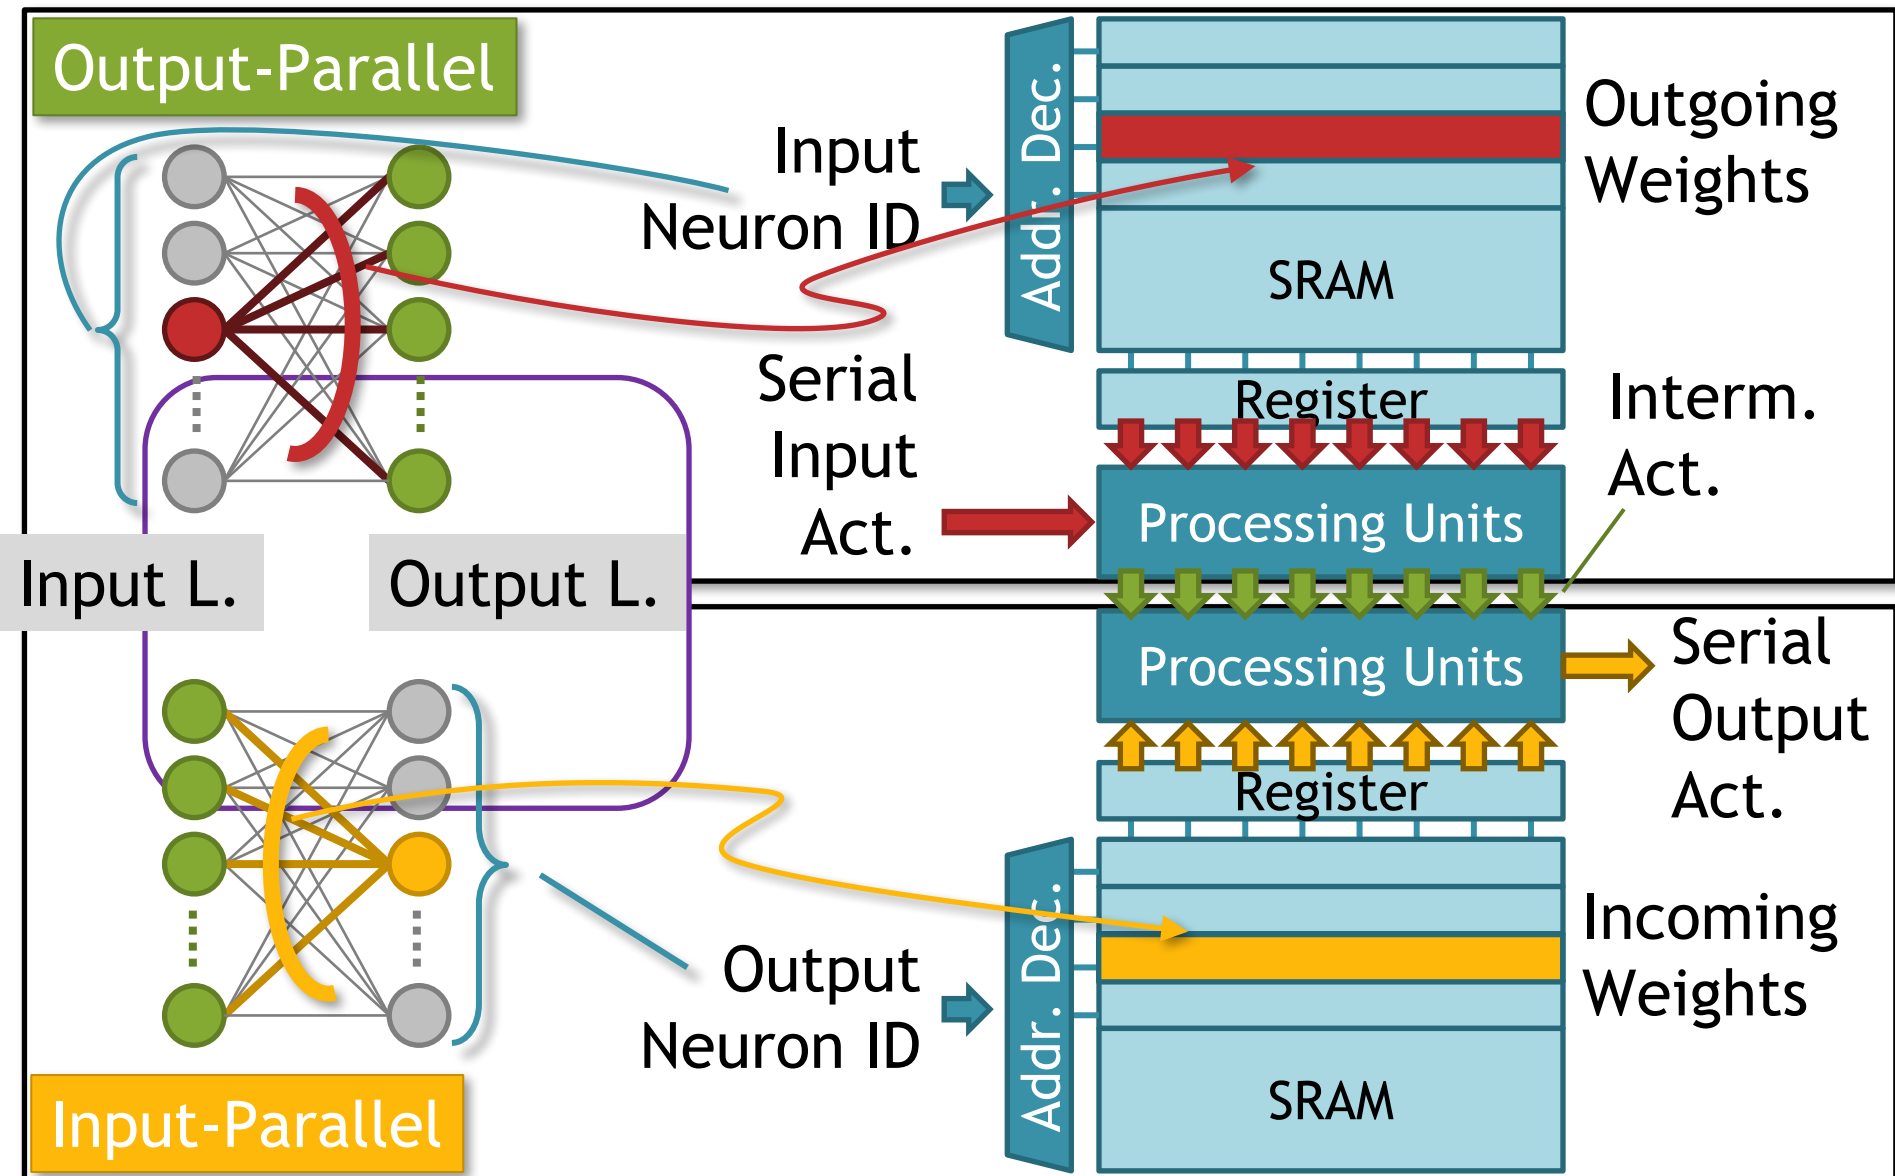 Output-Parallel
Input
Neuron ID
Addr. Dec.
Outgoing
Weights
SRAM
Serial
Input
Act.
Register
Interm.
Act.
Processing Units
Input L.
Output L.
Processing Units
Serial
Output
Act.
Register
Output
Neuron ID
Addr. Dec.
Incoming
Weights
SRAM
Input-Parallel